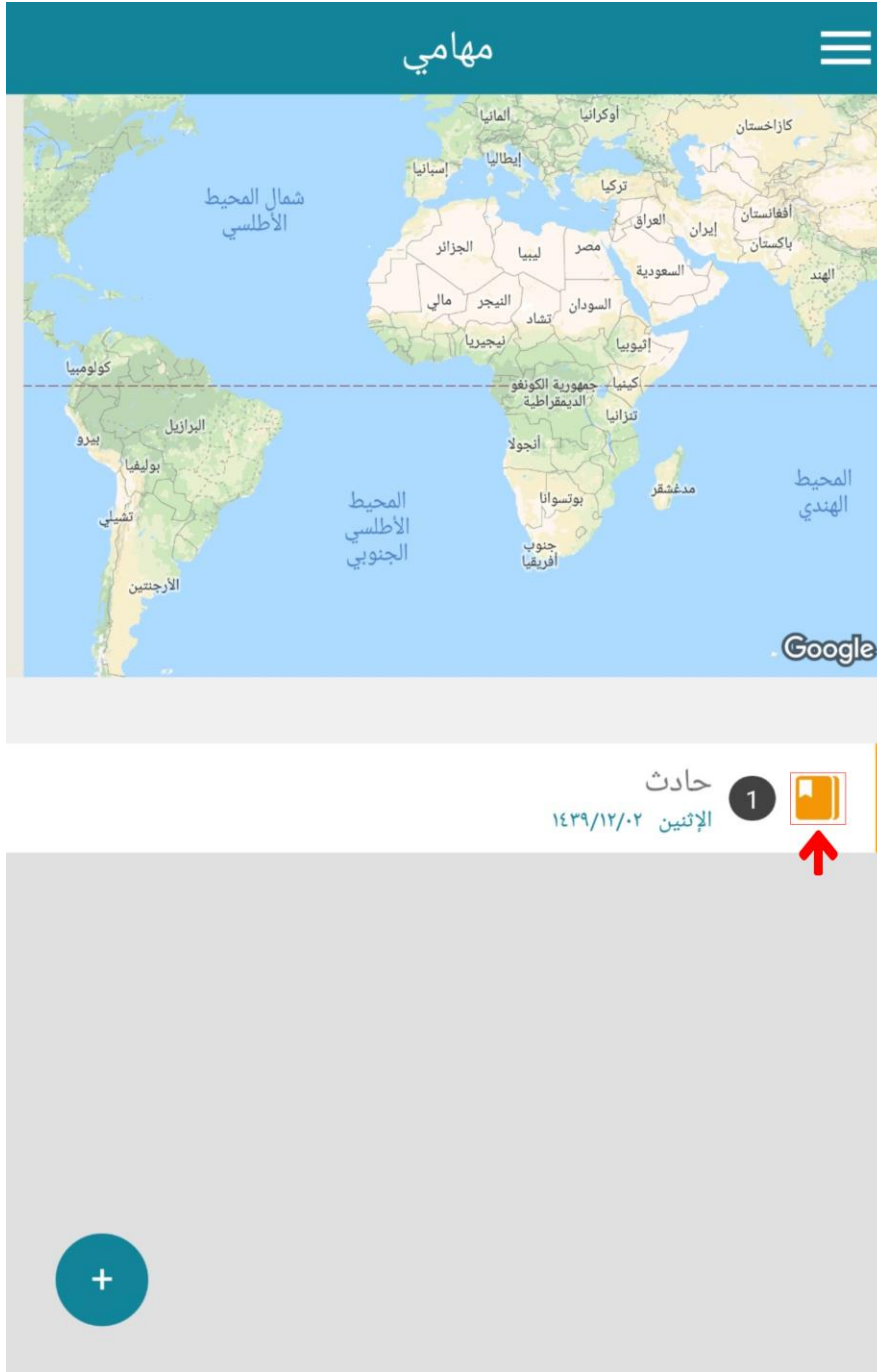 مهامي
ألمانيا
أوكرانيا
كازاخستان
إسبانيا
إيطاليا
تركيا
شمال المحيط
الأطلسي
العراق
إيران
أفغانستان
باكستان
الجزائر
ليبيا
مصر
السعودية
الهند
مالي
النيجر
تشاد
السودان
نيجيريا
إثيوبيا
كولومبيا
جمهورية الكونغو
الديمقراطية
كينيا
تنزانيا
البرازيل
بيرو
أنجولا
بوليفيا
المحيط
الهندي
مدغشقر
بوتسوانا
المحيط
الأطلسي
الجنوبي
تشيلي
جنوب
أفريقيا
الأرجنتين
Google
حادث
1
الإثنين ١٤٣٩/١٢/٠٢
+